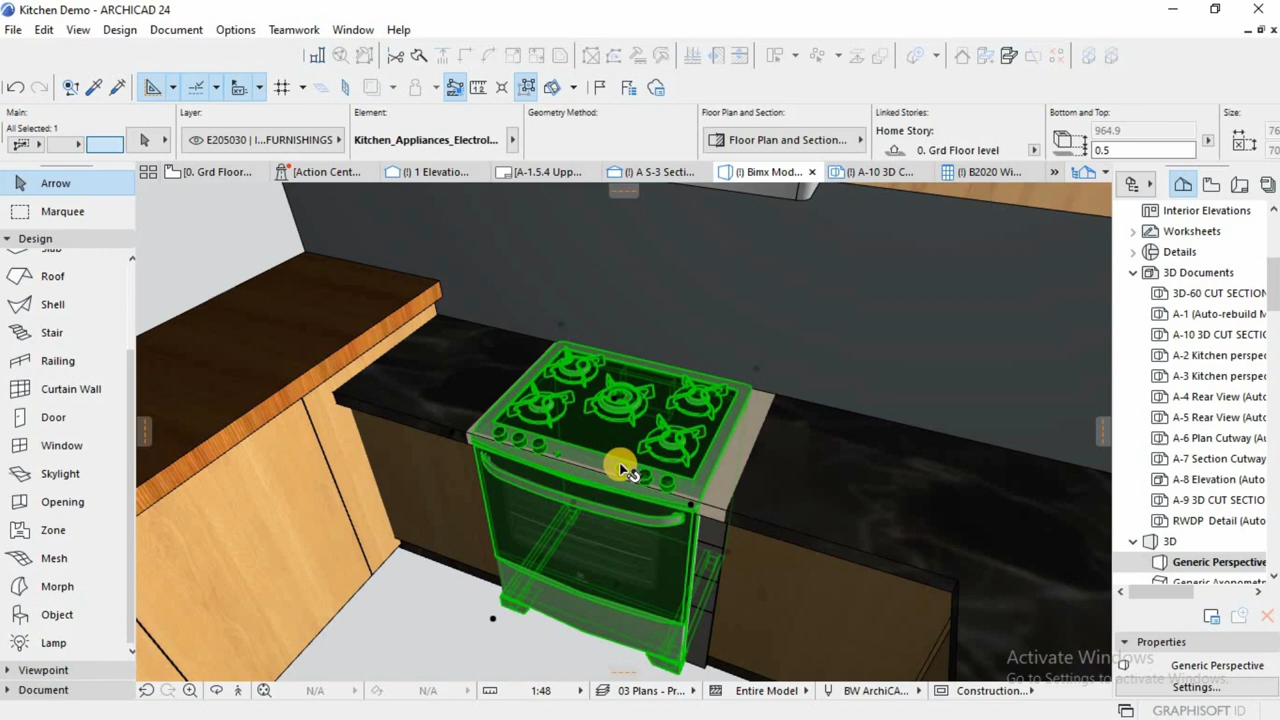 Kitchen Demo - ARCHICAD 24
File Edit View Design Document Options Teamwork Window Help
Main: Layer: Element: Geometry Method: Floor Plan and Section: Linked Stories: Bottom and Top: Size:
All Selected: 1
E205030 | I...FURNISHINGS
Kitchen_Appliances_Electrol...
Floor Plan and Section...
Home Story:
0. Grd Floor level
964.9
0.5
[0. Grd Floor...
[Action Cent...
(!) 1 Elevatio...
[A-1.5.4 Upp...
(!) A S-3 Secti...
(!) Bimx Mod...
(!) A-10 3D C...
(!) B2020 Wi...
Arrow
Marquee
Design
Roof
Shell
Stair
Railing
Curtain Wall
Door
Window
Skylight
Opening
Zone
Mesh
Morph
Object
Lamp
Viewpoint
Document
Interior Elevations
Worksheets
Details
3D Documents
3D-60 CUT SECTION
A-1 (Auto-rebuild M
A-10 3D CUT SECTIC
A-2 Kitchen perspe
A-3 Kitchen perspe
A-4 Rear View (Auto
A-5 Rear View (Auto
A-6 Plan Cutway (Au
A-7 Section Cutway
A-8 Elevation (Auto
A-9 3D CUT SECTIO
RWDP Detail (Auto
3D
Generic Perspective
Generic Axonometr
Properties
Generic Perspective
Settings...
Activate Windows
Go to Settings to activate Windows.
N/A
N/A
1:48
03 Plans - Pr...
Entire Model
BW ArchiCA...
Construction...
GRAPHISOFT ID